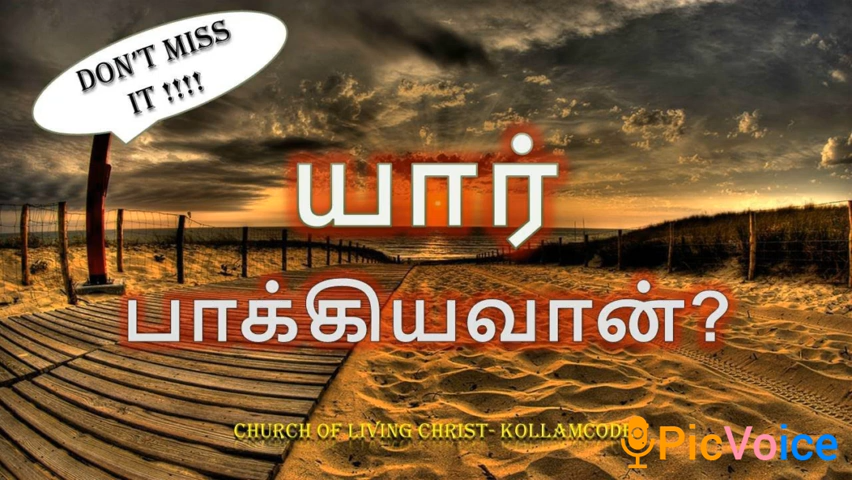 DON'T MISS
IT !!!!
யார்
பாக்கியவான்?
CHURCH OF LIVING CHRIST- KOLLAMCODE
PicVoice